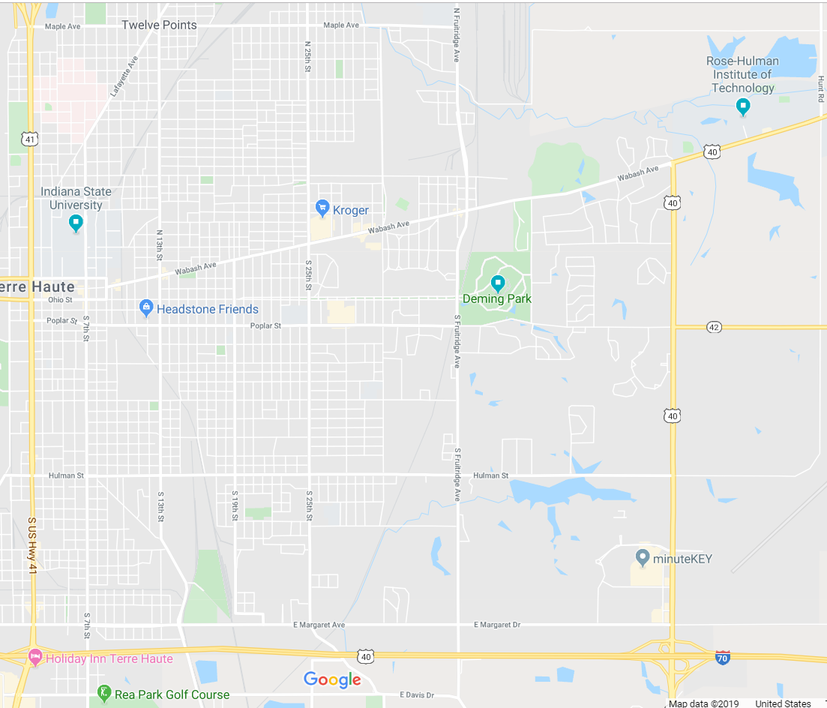 Maple Ave
Twelve Points
Maple Ave
N Fruitridge Ave
N 25th St
Lafayette Ave
Rose-Hulman
Institute of
Technology
Hunt Rd
41
40
Wabash Ave
Indiana State
University
40
Kroger
Wabash Ave
N 13th St
Wabash Ave
S 25th St
erre Haute
Ohio St
Deming Park
Headstone Friends
Poplar St
S 7th St
Poplar St
S Fruitridge Ave
42
40
S Fruitridge Ave
Hulman St
Hulman St
S 13th St
S 19th St
S 25th St
S US Hwy 41
minuteKEY
S 7th St
E Margaret Ave
E Margaret Dr
Holiday Inn Terre Haute
40
70
Google
Rea Park Golf Course
E Davis Dr
Map data ©2019
United States